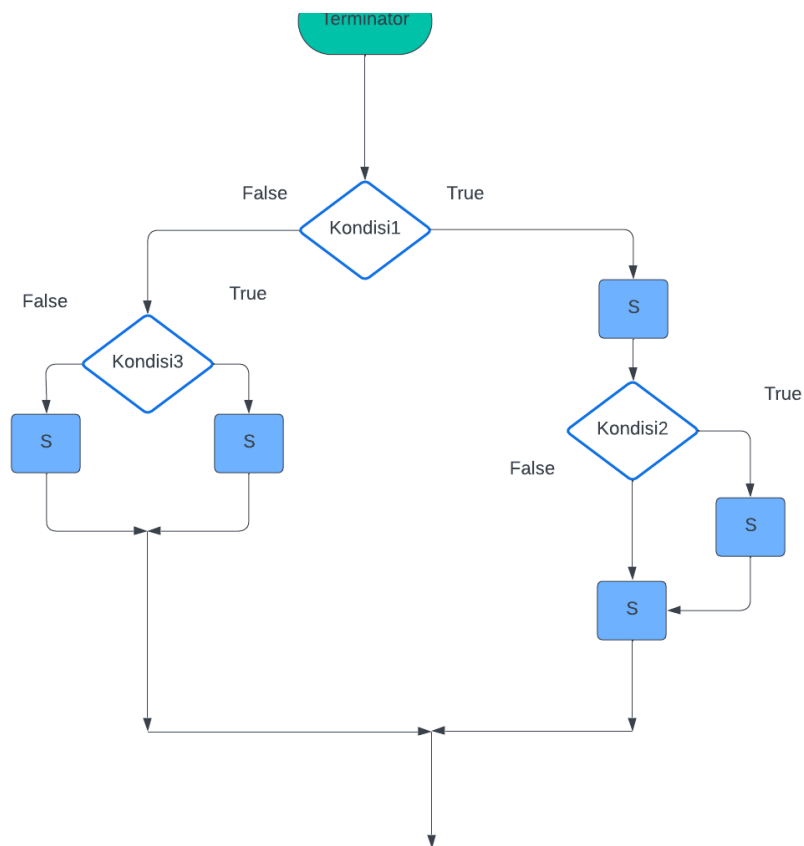 Terminator
False
True
Kondisi1
False
True
S
Kondisi3
True
S
S
Kondisi2
False
S
S